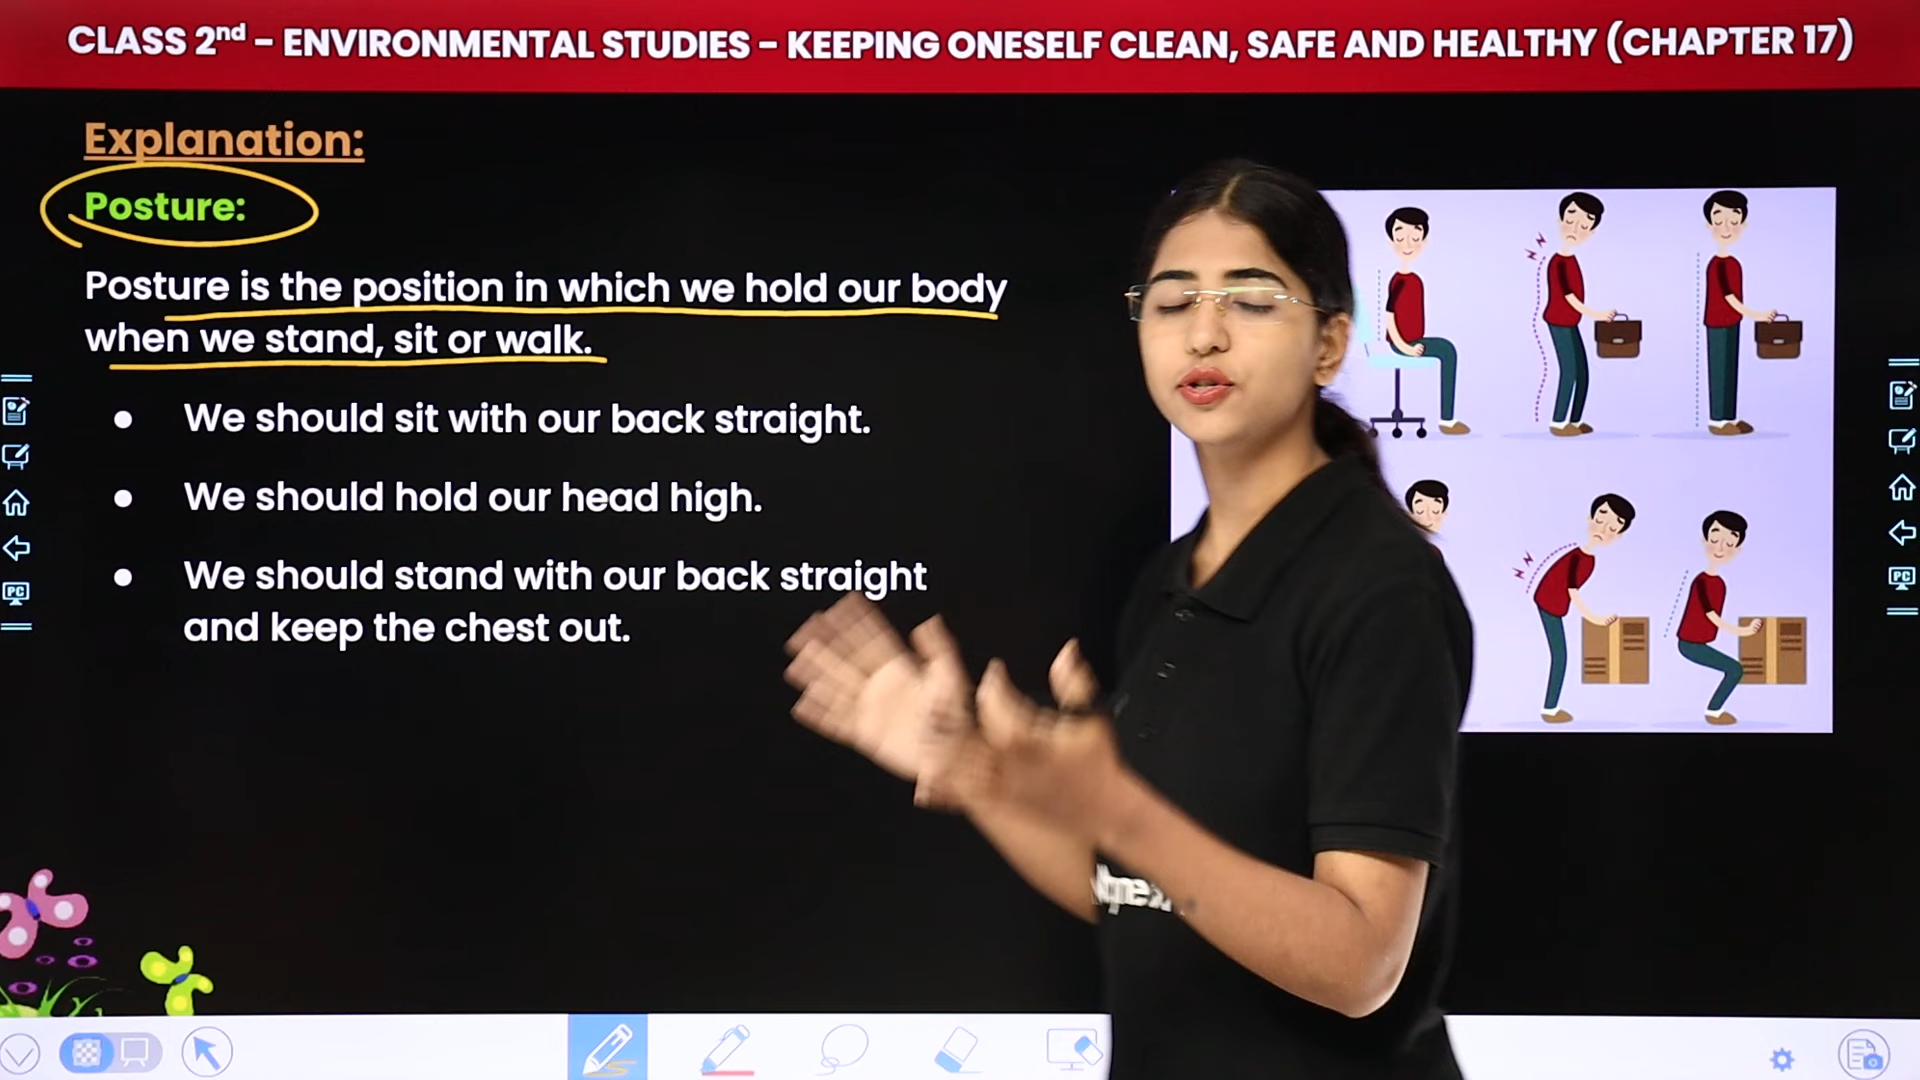 CLASS 2nd - ENVIRONMENTAL STUDIES - KEEPING ONESELF CLEAN, SAFE AND HEALTHY (CHAPTER 17)
Explanation:
Posture:
Posture is the position in which we hold our body
when we stand, sit or walk.
● We should sit with our back straight.
● We should hold our head high.
● We should stand with our back straight
and keep the chest out.
PC
PC